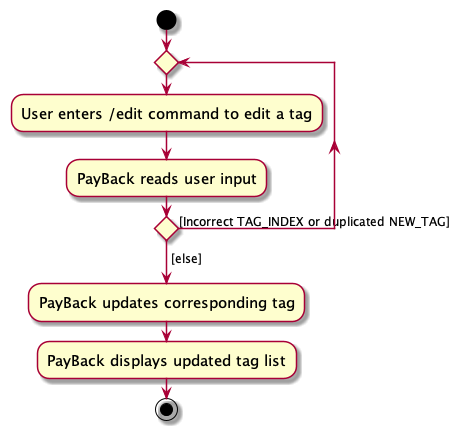 User enters /edit command to edit a tag
PayBack reads user input
[Incorrect TAG_INDEX or duplicated NEW_TAG]
[else]
PayBack updates corresponding tag
PayBack displays updated tag list